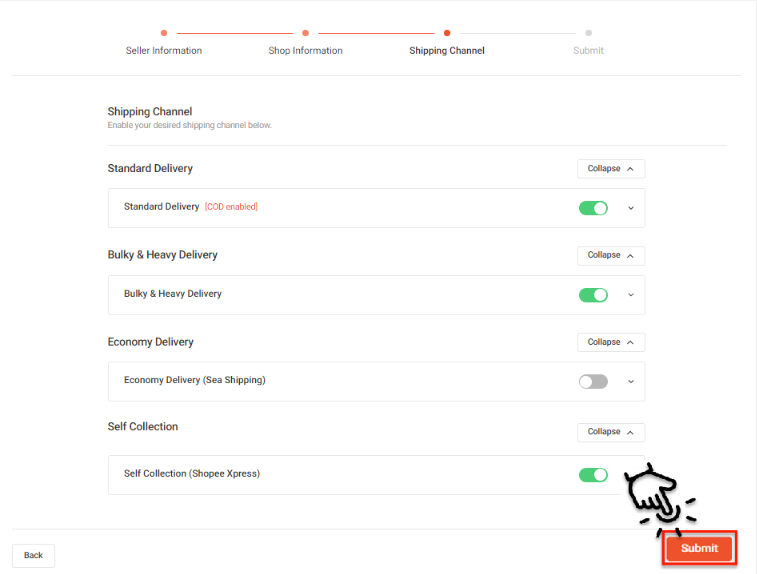 Seller Information
Shop Information
Shipping Channel
Submit
Shipping Channel
Enable your desired shipping channel below.
Standard Delivery
Collapse
Standard Delivery [COD enabled]
Bulky & Heavy Delivery
Collapse
Bulky & Heavy Delivery
Economy Delivery
Collapse
Economy Delivery (Sea Shipping)
Self Collection
Collapse
Self Collection (Shopee Xpress)
Back
Submit